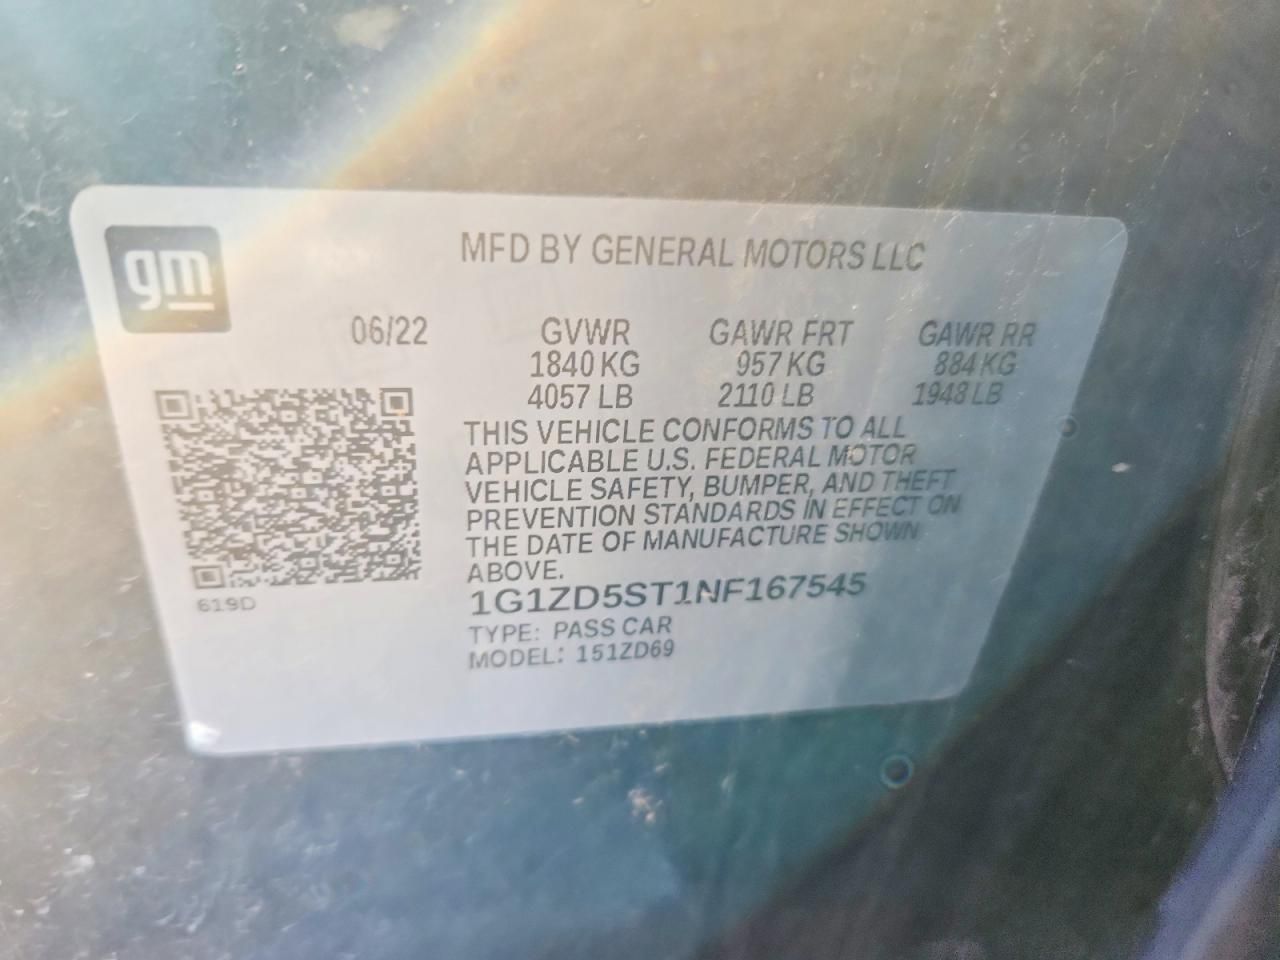 gm
MFD BY GENERAL MOTORS LLC
06/22 GVWR GAWR FRT GAWR RR
1840 KG 957 KG 884 KG
4057 LB 2110 LB 1948 LB
THIS VEHICLE CONFORMS TO ALL
APPLICABLE U.S. FEDERAL MOTOR
VEHICLE SAFETY, BUMPER, AND THEFT
PREVENTION STANDARDS IN EFFECT ON
THE DATE OF MANUFACTURE SHOWN
ABOVE.
619D
1G1ZD5ST1NF167545
TYPE: PASS CAR
MODEL: 151ZD69